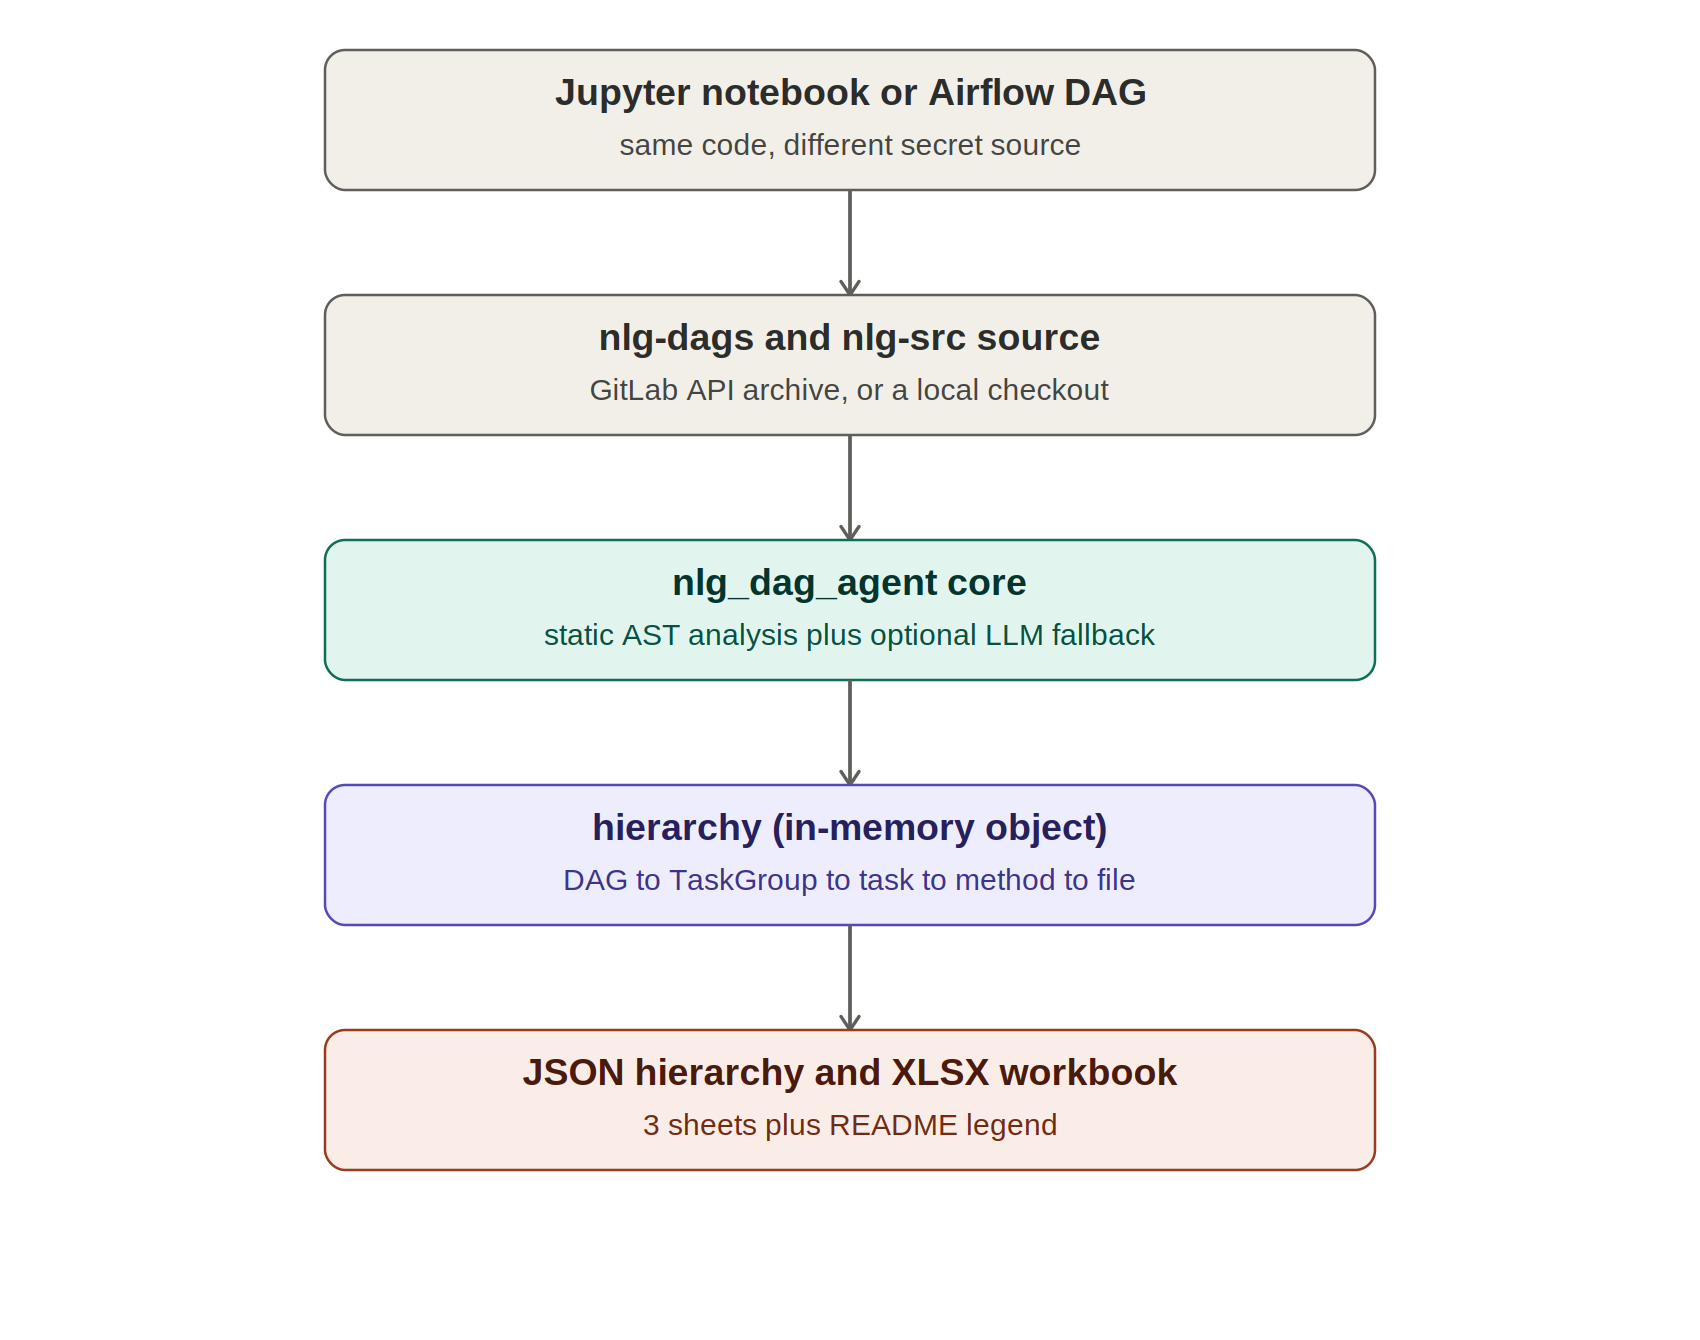 Jupyter notebook or Airflow DAG
same code, different secret source
nlg-dags and nlg-src source
GitLab API archive, or a local checkout
nlg_dag_agent core
static AST analysis plus optional LLM fallback
hierarchy (in-memory object)
DAG to TaskGroup to task to method to file
JSON hierarchy and XLSX workbook
3 sheets plus README legend